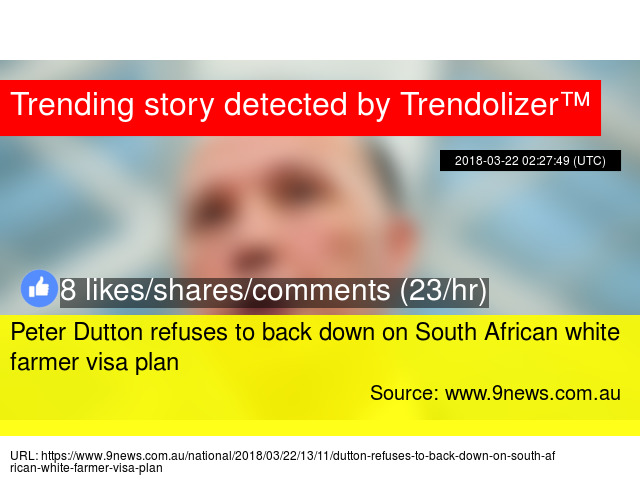 Trending story detected by Trendolizer™
2018-03-22 02:27:49 (UTC)
8 likes/shares/comments (23/hr)
Peter Dutton refuses to back down on South African white
farmer visa plan
Source: www.9news.com.au
URL: https://www.9news.com.au/national/2018/03/22/13/11/dutton-refuses-to-back-down-on-south-af
rican-white-farmer-visa-plan